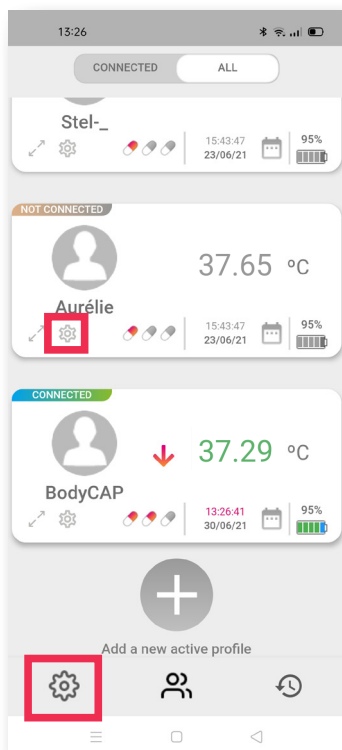 13:26
CONNECTED ALL
Stel-_
15:43:47 95%
23/06/21
NOT CONNECTED
37.65 °C
Aurélie
15:43:47 95%
23/06/21
CONNECTED
37.29 °C
BodyCAP
13:26:41 95%
30/06/21
Add a new active profile